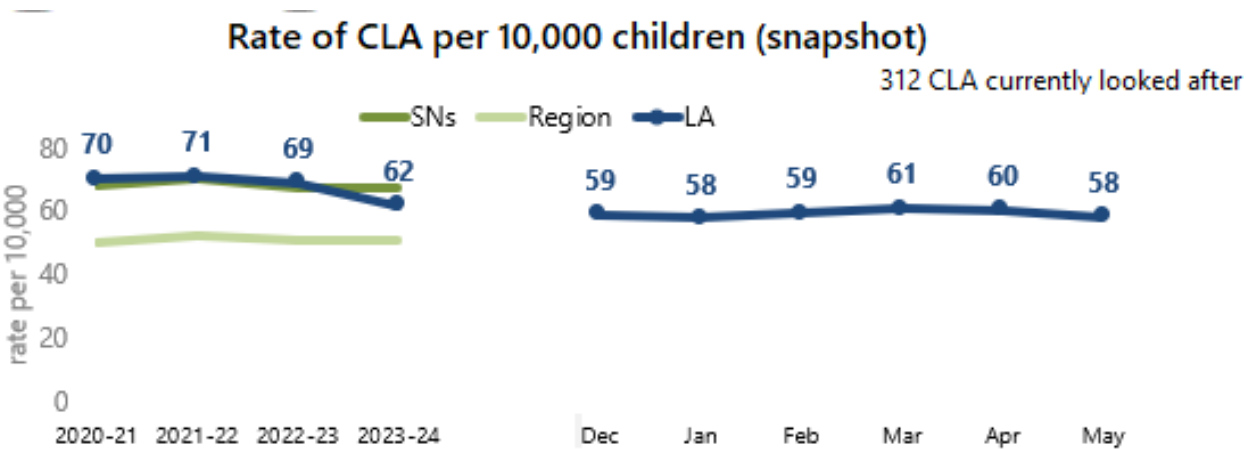 Rate of CLA per 10,000 children (snapshot)
312 CLA currently looked after
SNs Region LA
rate per 10,000
80
60
40
20
0
70 71 69 62 59 58 59 61 60 58
2020-21 2021-22 2022-23 2023-24 Dec Jan Feb Mar Apr May